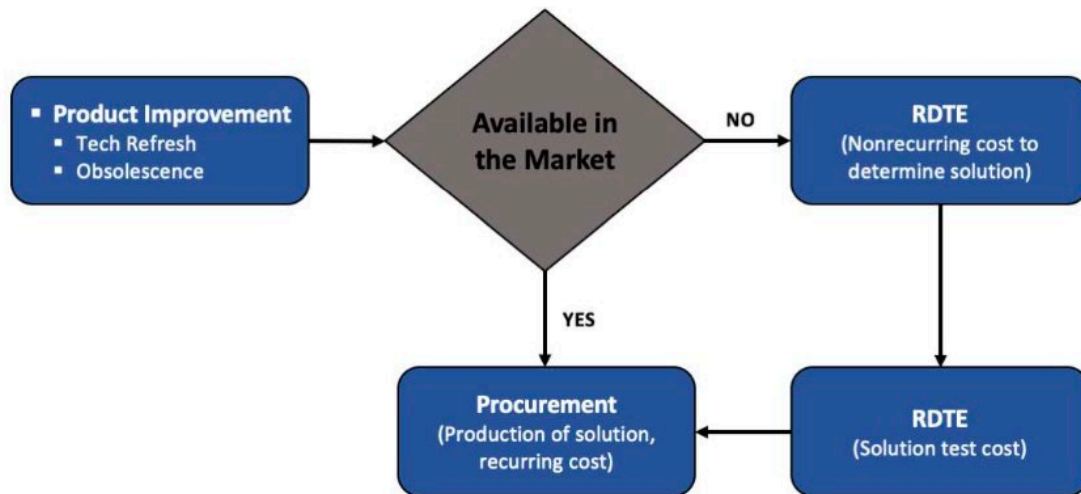 ▪ Product Improvement
▪ Tech Refresh
▪ Obsolescence
Available in
the Market
NO
RDTE
(Nonrecurring cost to
determine solution)
YES
Procurement
(Production of solution,
recurring cost)
RDTE
(Solution test cost)